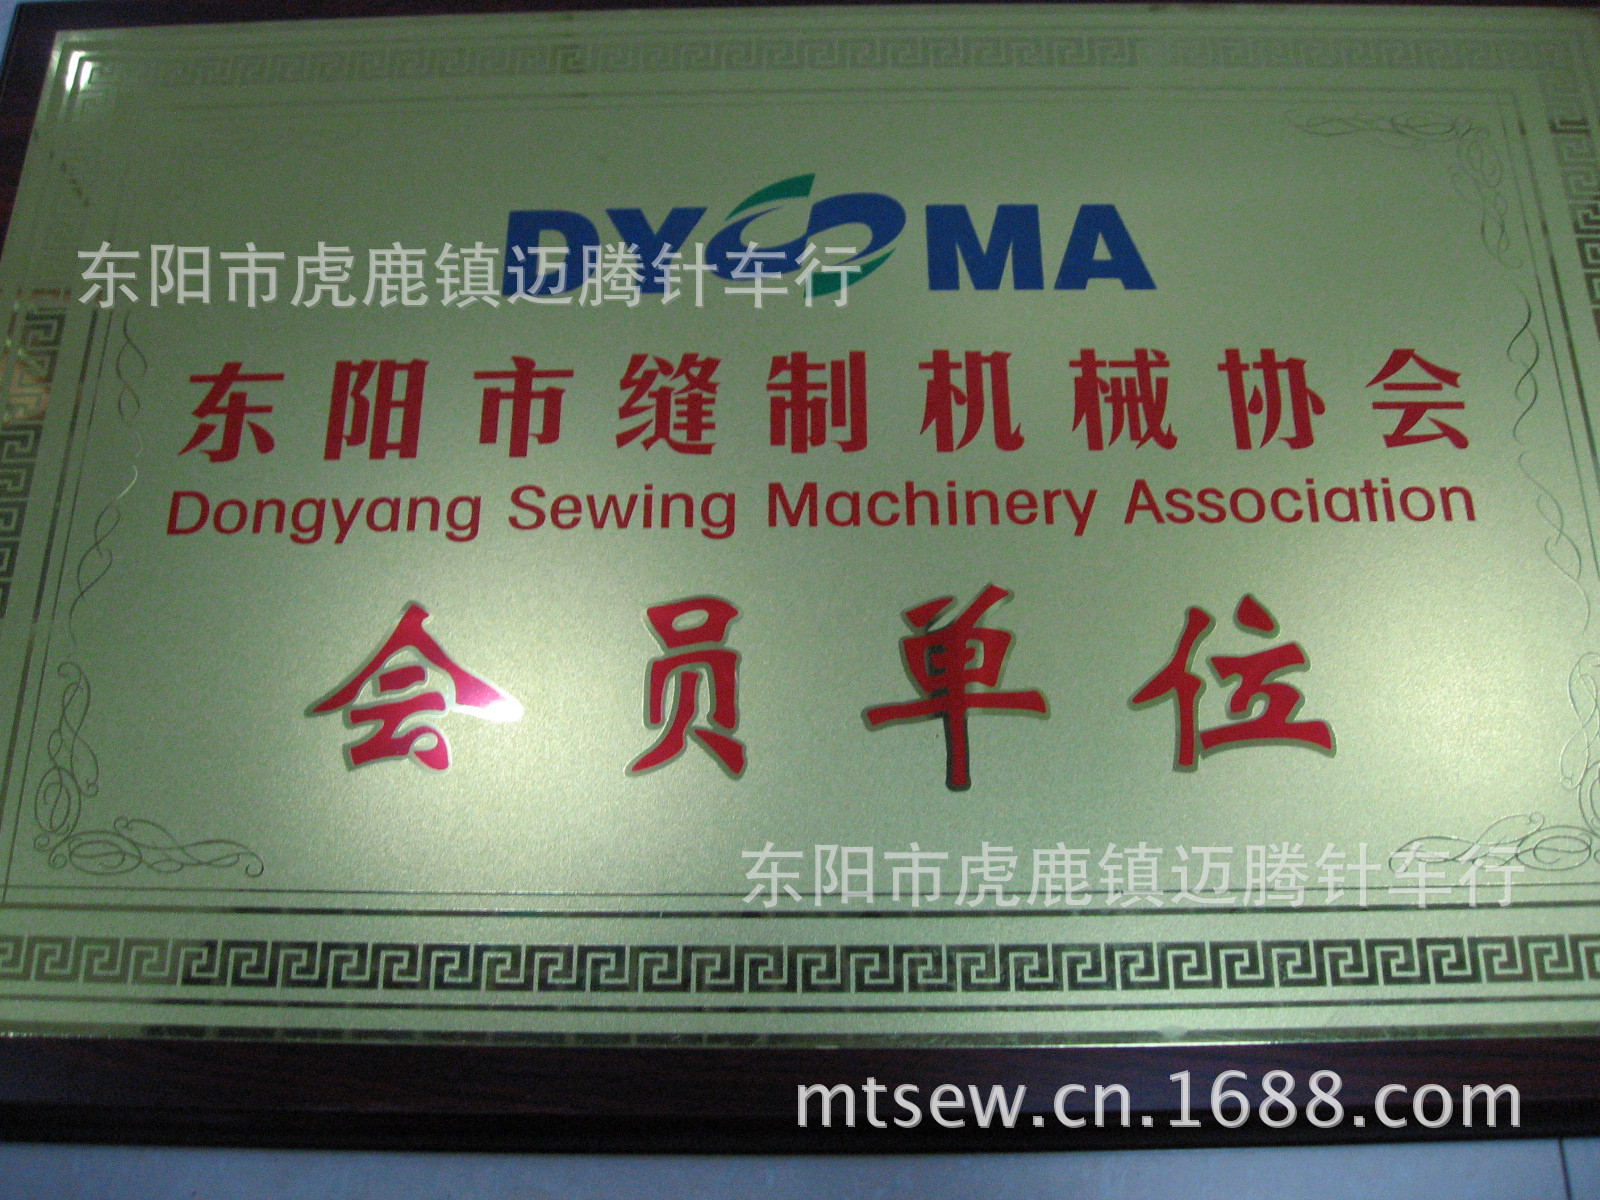 DYSMA
东阳市虎鹿镇迈腾针车行
东阳市缝制机械协会
Dongyang Sewing Machinery Association
会员单位
东阳市虎鹿镇迈腾针车行
mtsew.cn.1688.com